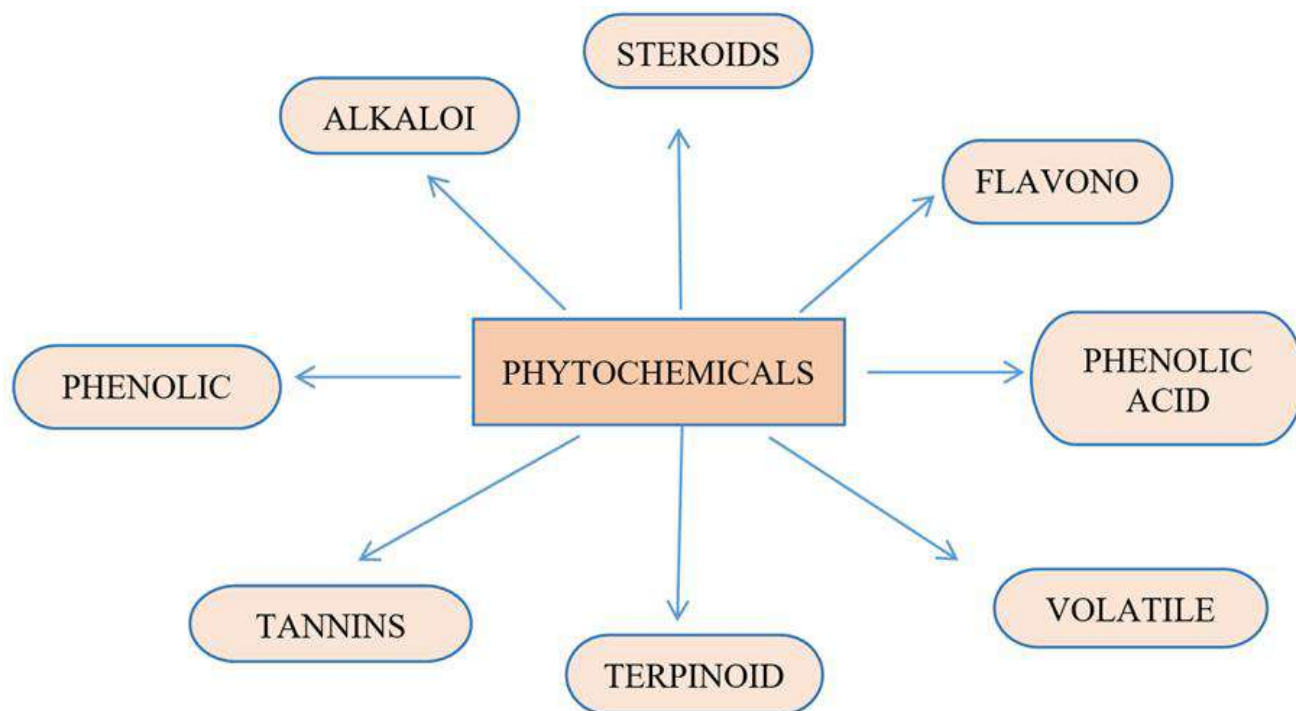 STEROIDS
ALKALOI
FLAVONO
PHENOLIC
PHYTOCHEMICALS
PHENOLIC
ACID
TANNINS
TERPINOID
VOLATILE